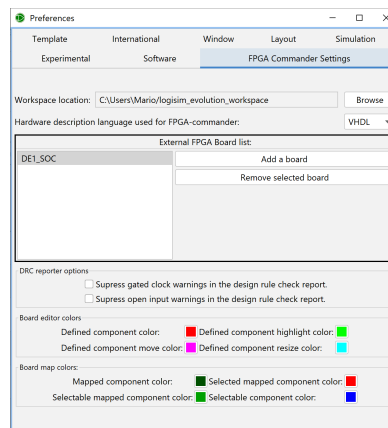 Preferences
Template International Window Layout Simulation
Experimental Software FPGA Commander Settings
Workspace location: C:\Users\Mario/logisim_evolution_workspace Browse
Hardware description language used for FPGA-commander: VHDL
External FPGA Board list:
DE1_SOC Add a board
Remove selected board
DRC reporter options
Supress gated clock warnings in the design rule check report.
Supress open input warnings in the design rule check report.
Board editor colors
Defined component color: Defined component highlight color:
Defined component move color: Defined component resize color:
Board map colors:
Mapped component color: Selected mapped component color:
Selectable mapped component color: Selectable component color: